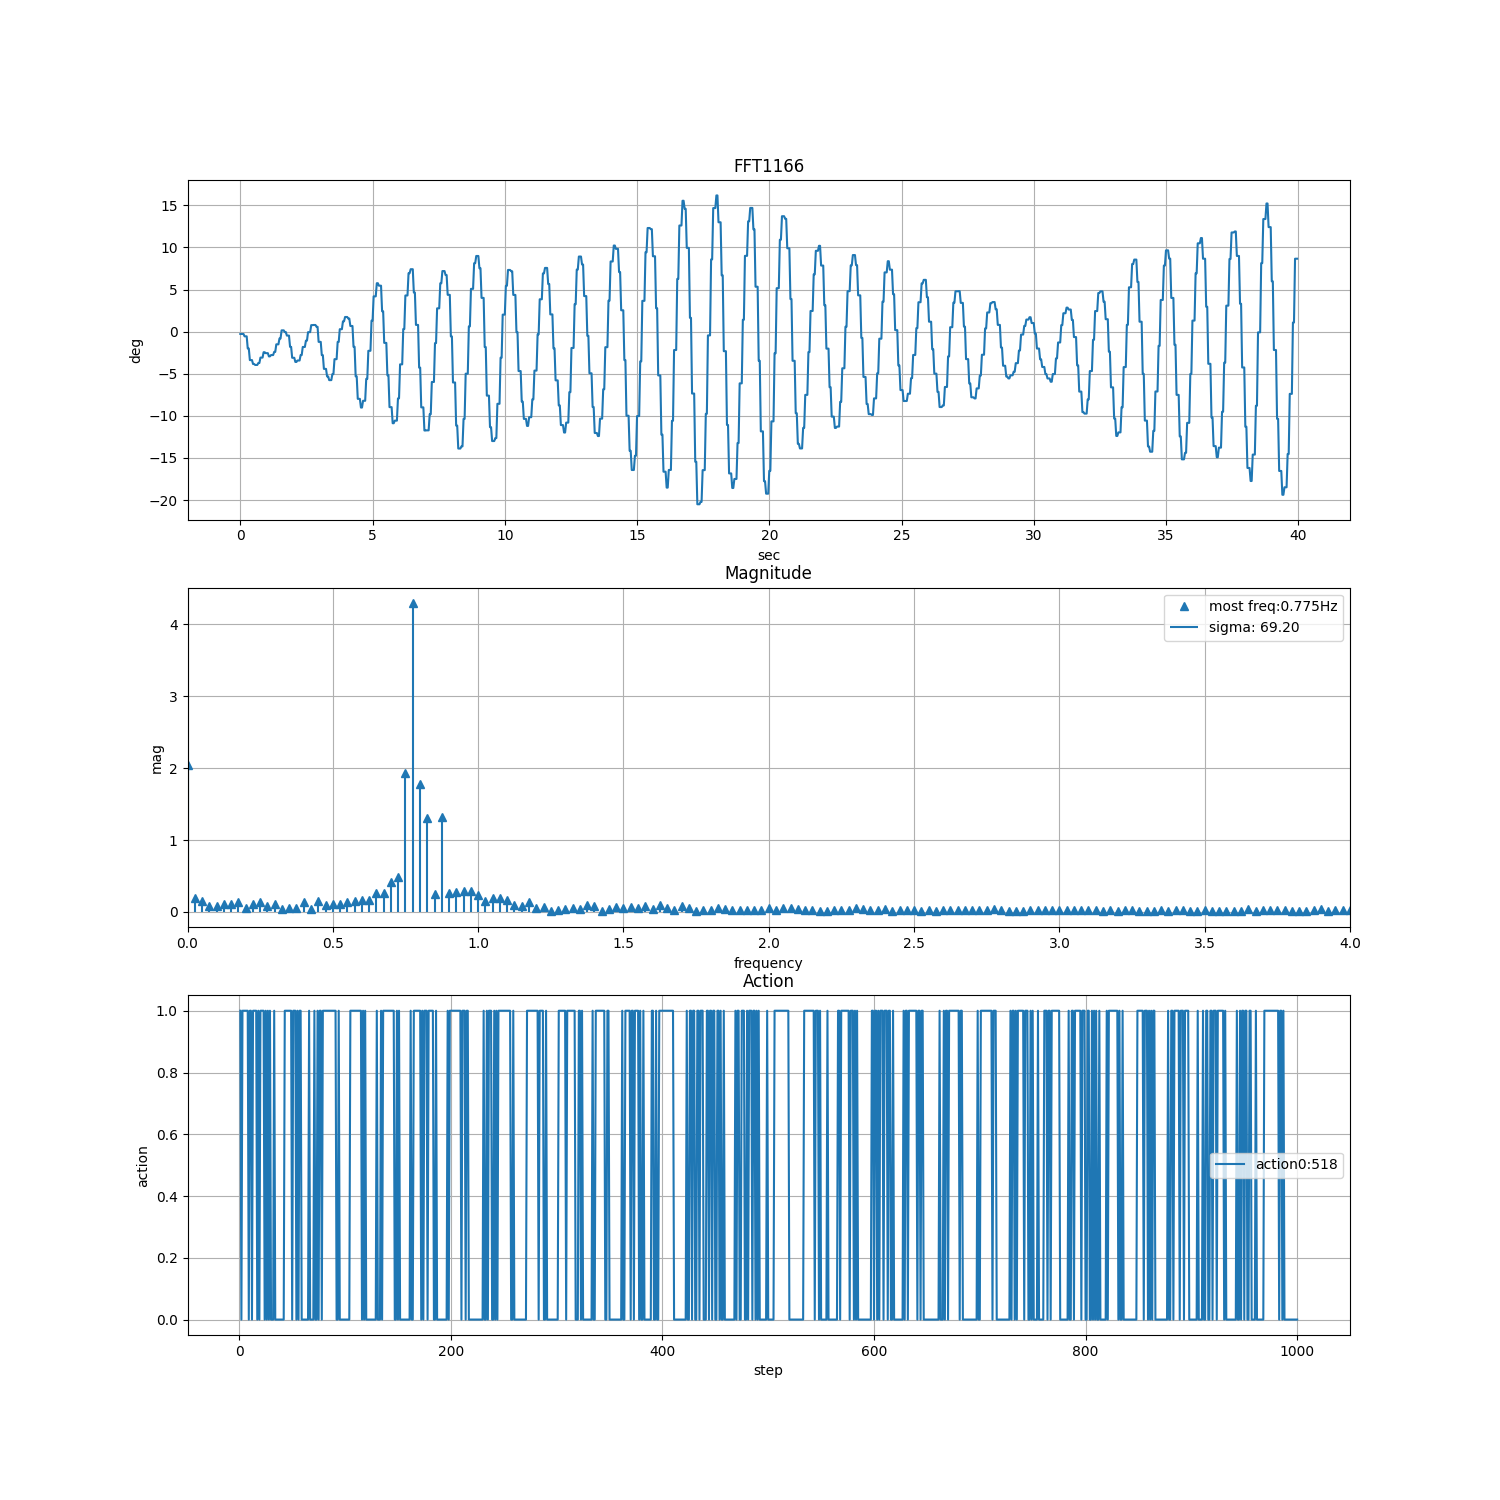 FFT1166
15
10
5
0
−5
−10
−15
−20
deg
0 5 10 15 20 25 30 35 40
sec
Magnitude
most freq:0.775Hz
sigma: 69.20
4
3
2
1
0
mag
0.0 0.5 1.0 1.5 2.0 2.5 3.0 3.5 4.0
frequency
Action
1.0
0.8
0.6
0.4
0.2
0.0
action
action0:518
0 200 400 600 800 1000
step